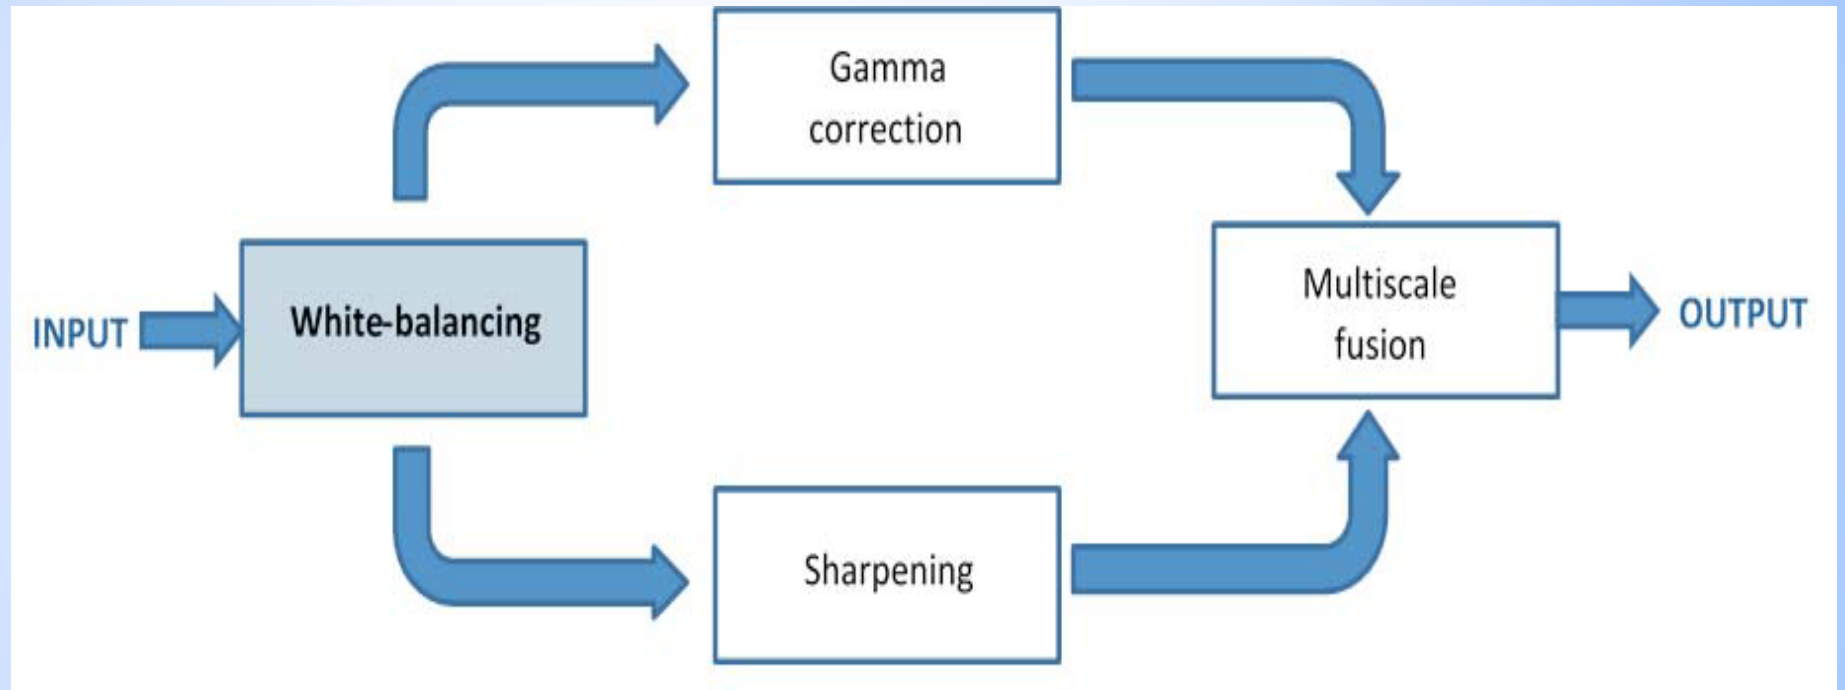 INPUT
White-balancing
Gamma
correction
Sharpening
Multiscale
fusion
OUTPUT